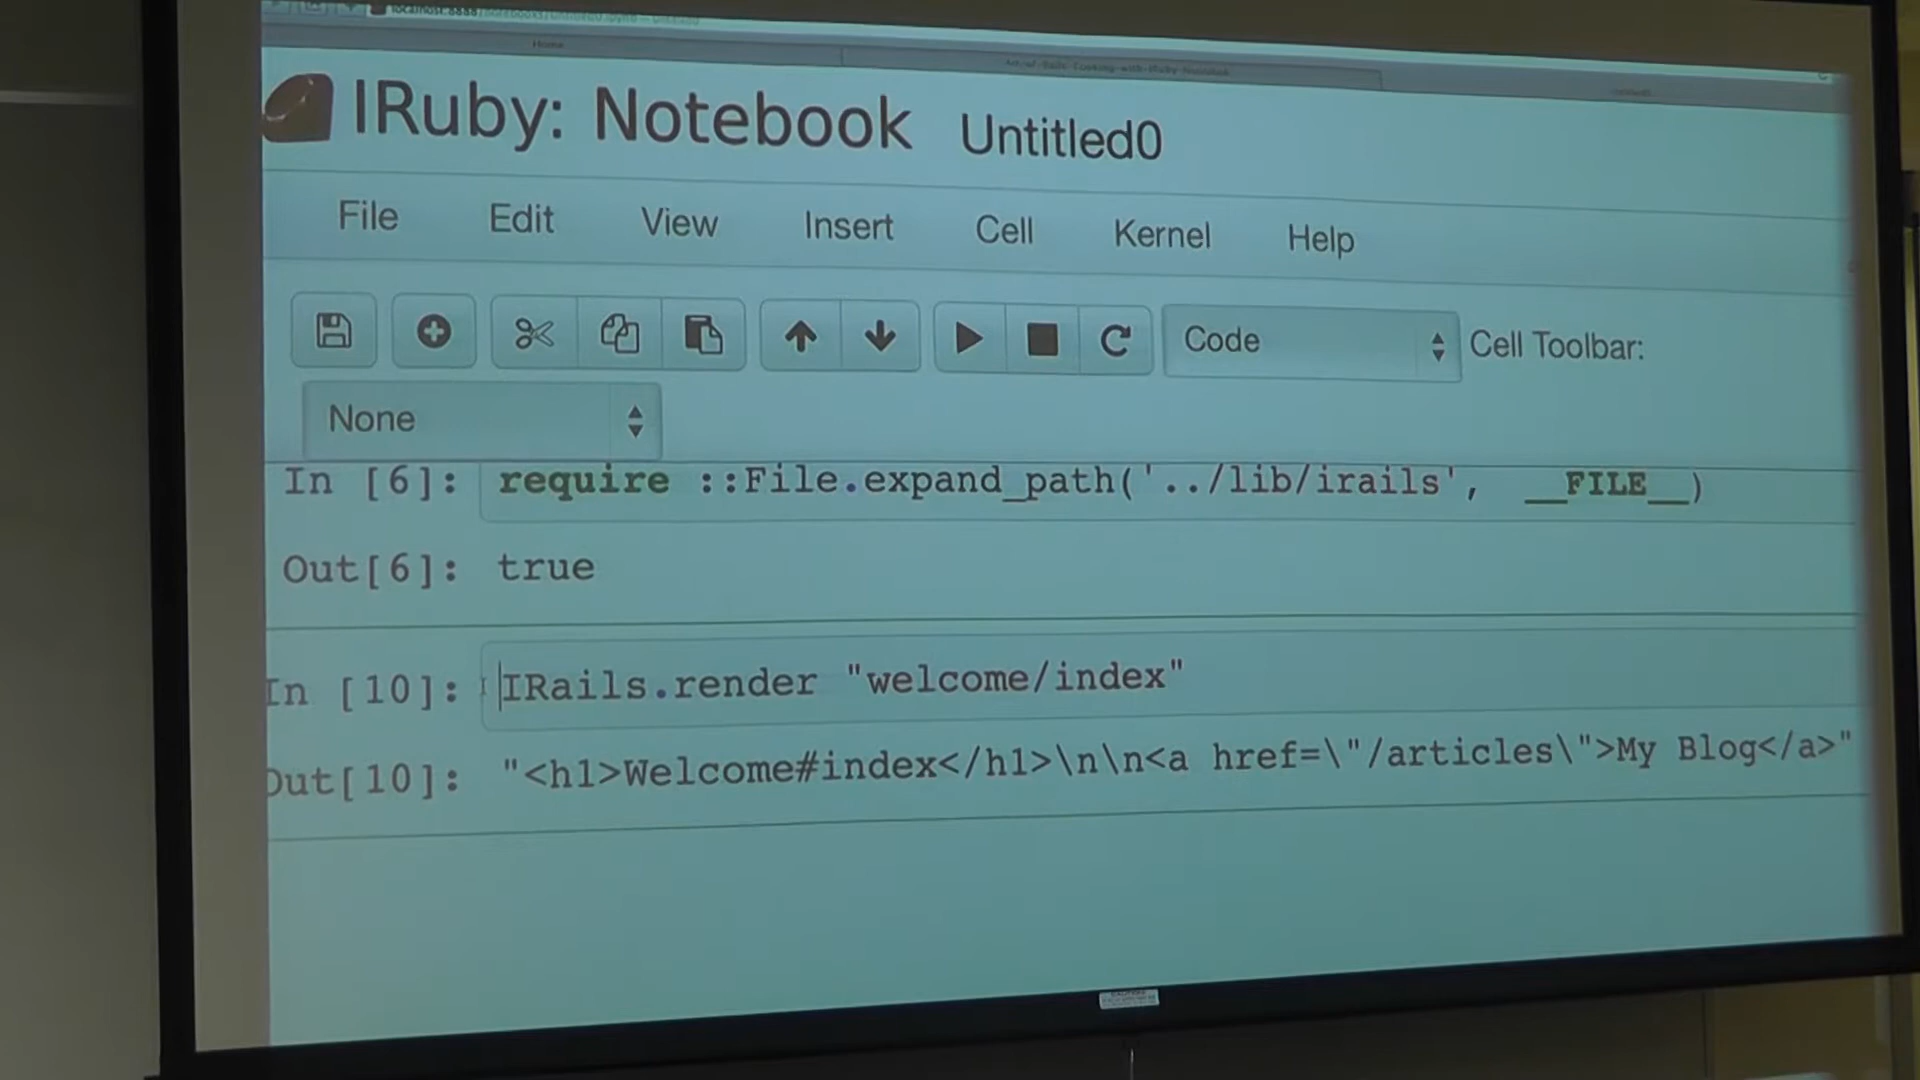 Home
IRuby: Notebook Untitled0
File Edit View Insert Cell Kernel Help
Code Cell Toolbar:
None
In [6]: require ::File.expand_path('../lib/irails', __FILE__)
Out[6]: true
In [10]: IRails.render "welcome/index"
Out[10]: "<h1>Welcome#index</h1>\n\n<a href=\"/articles\">My Blog</a>"